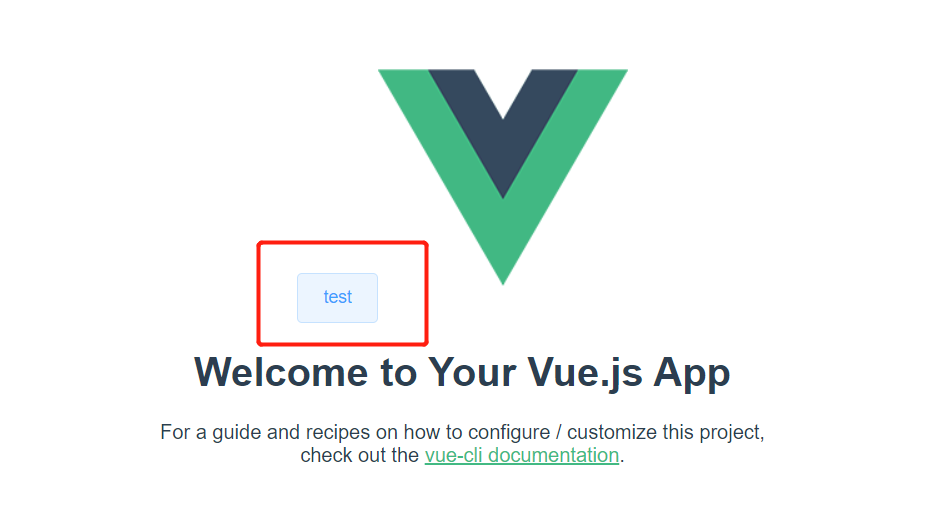 test
Welcome to Your Vue.js App
For a guide and recipes on how to configure / customize this project,
check out the vue-cli documentation.